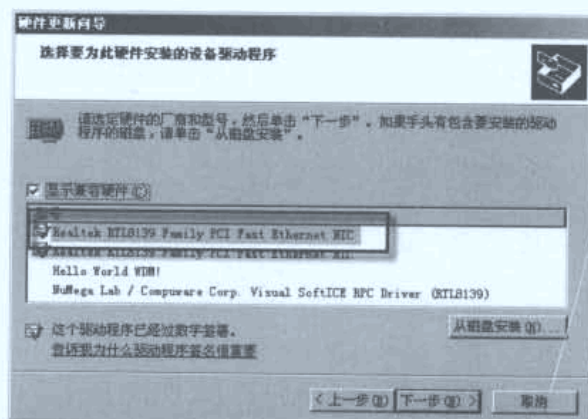 硬件更新向导
选择要为此硬件安装的设备驱动程序
请选定硬件的厂商和型号，然后单击“下一步”。如果手头有包含要安装的驱动
程序的磁盘，请单击“从磁盘安装”。
显示兼容硬件(C)
型号
Realtek RTL8139 Family PCI Fast Ethernet NIC
Realtek RTL8139 Family PCI Fast Ethernet NIC
Hello World WDM!
NuMega Lab / Compuware Corp. Visual SoftICE RPC Driver (RTL8139)
这个驱动程序已经过数字签署。
告诉我为什么驱动程序签名很重要
从磁盘安装(H)...
<上一步(B) 下一步(N)> 取消